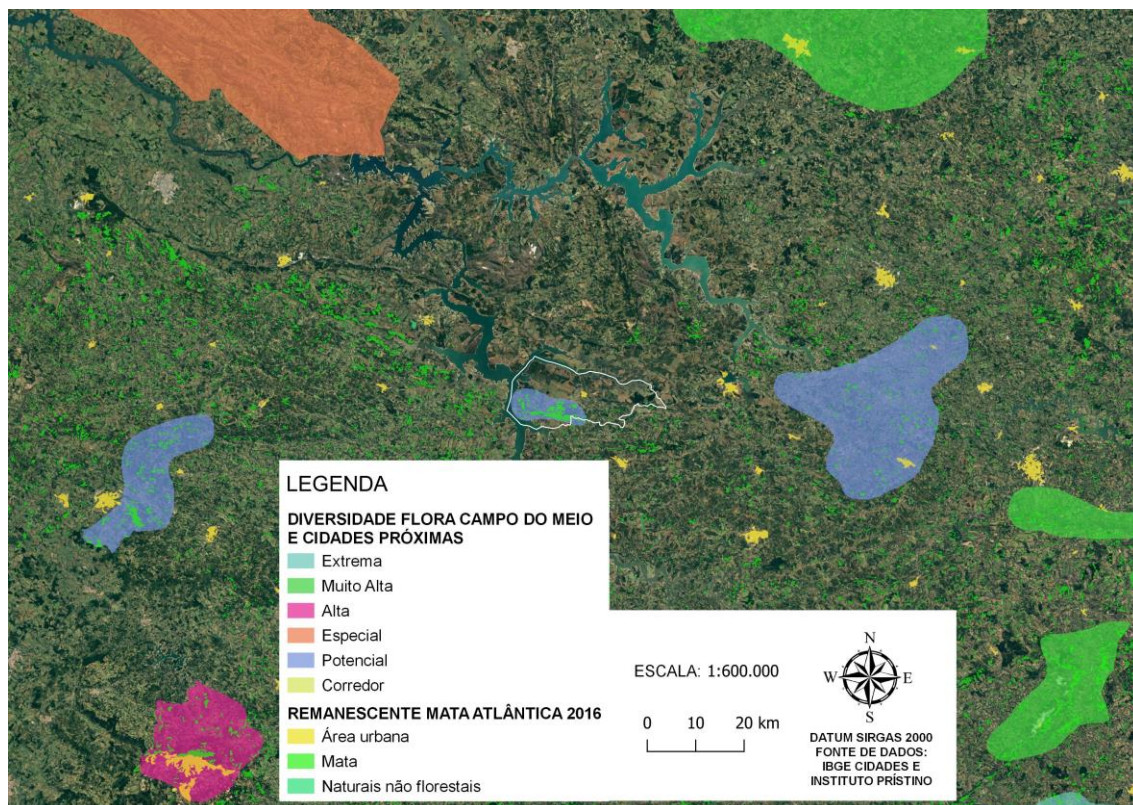 LEGENDA
DIVERSIDADE FLORA CAMPO DO MEIO
E CIDADES PRÓXIMAS
Extrema
Muito Alta
Alta
Especial
Potencial
Corredor
REMANESCENTE MATA ATLÂNTICA 2016
Área urbana
Mata
Naturais não florestais
ESCALA: 1:600.000
0 10 20 km
N
W E
S
DATUM SIRGAS 2000
FONTE DE DADOS:
IBGE CIDADES E
INSTITUTO PRÍSTINO